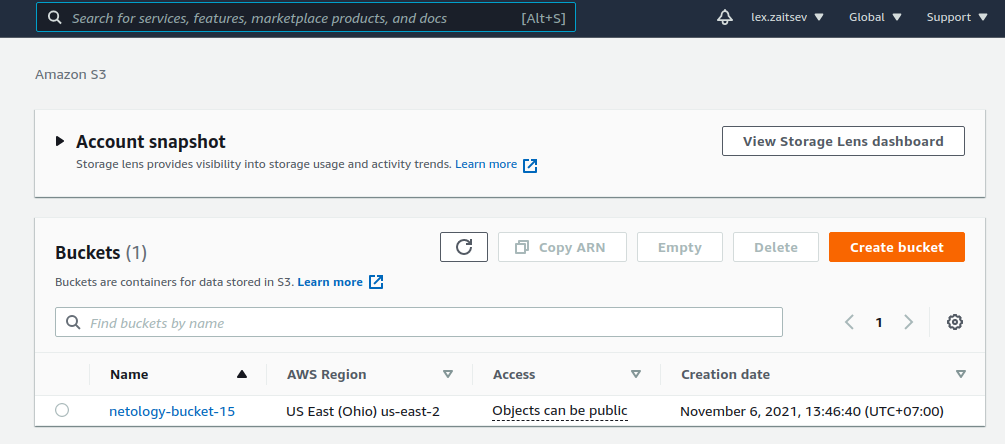 Search for services, features, marketplace products, and docs [Alt+S] lex.zaitsev Global Support
Amazon S3
Account snapshot View Storage Lens dashboard
Storage lens provides visibility into storage usage and activity trends. Learn more
Buckets (1) Copy ARN Empty Delete Create bucket
Buckets are containers for data stored in S3. Learn more
Find buckets by name 1
Name AWS Region Access Creation date
netology-bucket-15 US East (Ohio) us-east-2 Objects can be public November 6, 2021, 13:46:40 (UTC+07:00)